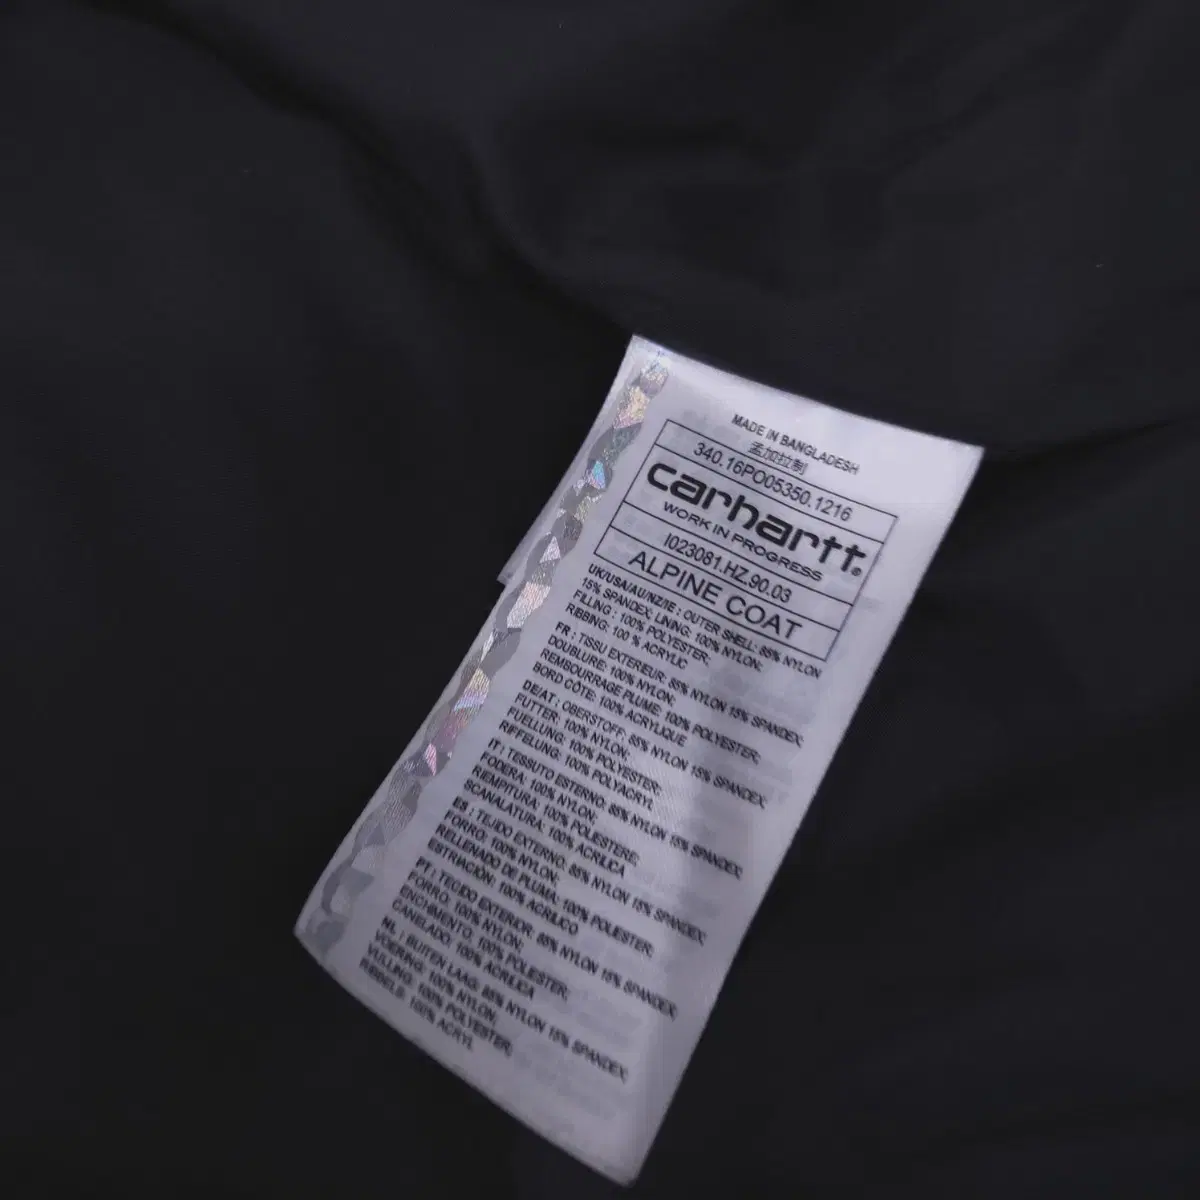 MADE IN BANGLADESH
孟加拉制
340.16PO05350.1216
carhartt®
WORK IN PROGRESS
I023081.HZ.90.03
ALPINE COAT
UK/USA/AU/NZ/IE : OUTER SHELL: 85% NYLON
15% SPANDEX; LINING: 100% NYLON;
FILLING : 100% POLYESTER;
RIBBING: 100 % ACRYLIC
FR : TISSU EXTERIEUR: 85% NYLON 15% SPANDEX;
DOUBLURE: 100% NYLON;
REMBOURRAGE PLUME: 100% POLYESTER;
BORD CÔTE: 100% ACRYLIQUE
DE/AT : OBERSTOFF: 85% NYLON 15% SPANDEX;
FUTTER: 100% NYLON;
FUELLUNG: 100% POLYESTER;
RIFFELUNG: 100% POLYACRYL
IT : TESSUTO ESTERNO: 85% NYLON 15% SPANDEX;
FODERA: 100% NYLON;
RIEMPITURA: 100% POLIESTERE;
SCANALATURA: 100% ACRILICA
ES : TEJIDO EXTERNO: 85% NYLON 15% SPANDEX;
FORRO: 100% NYLON;
RELLENADO DE PLUMA: 100% POLIESTER;
ESTRIACIÓN: 100% ACRILICO
PT : TECIDO EXTERIOR: 85% NYLON 15% SPANDEX;
FORRO: 100% NYLON;
ENCHIMENTO: 100% POLIESTER;
CANELADO: 100% ACRILICA
NL : BUITEN LAAG: 85% NYLON 15% SPANDEX;
VOERING: 100% NYLON;
VULLING: 100% POLYESTER;
RIBBELS: 100% ACRYL